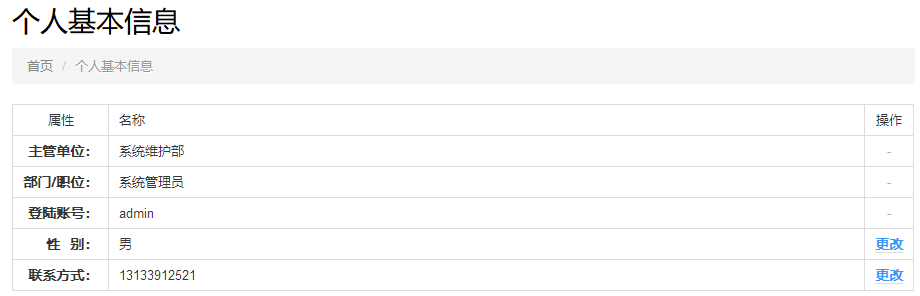 个人基本信息
首页 / 个人基本信息
属性 名称 操作
主管单位： 系统维护部 -
部门/职位： 系统管理员 -
登陆账号： admin -
性 别： 男 更改
联系方式： 13133912521 更改